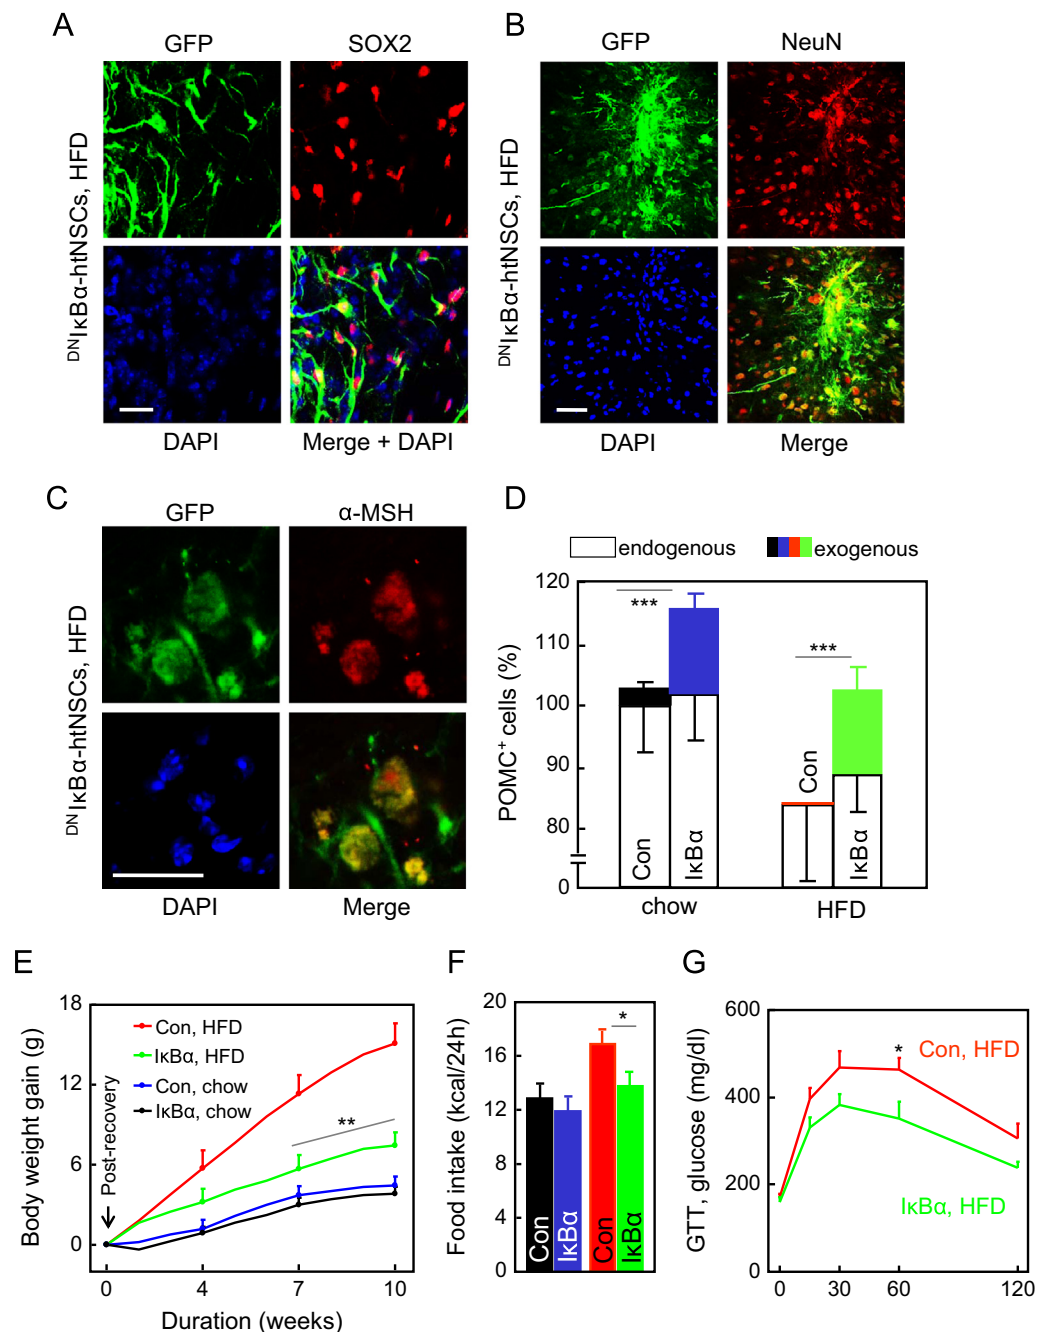 A
GFP
SOX2
DNIκBα-htNSCs, HFD
DAPI
Merge + DAPI
B
GFP
NeuN
DNIκBα-htNSCs, HFD
DAPI
Merge
C
GFP
α-MSH
DNIκBα-htNSCs, HFD
DAPI
Merge
D
endogenous
exogenous
POMC+ cells (%)
120
110
100
90
80
0
***
***
Con
IκBα
Con
IκBα
chow
HFD
E
Body weight gain (g)
18
12
6
0
Con, HFD
IκBα, HFD
Con, chow
IκBα, chow
Post-recovery
**
0
4
7
10
Duration (weeks)
F
Food intake (kcal/24h)
20
16
12
8
4
0
*
Con
IκBα
Con
IκBα
G
GTT, glucose (mg/dl)
600
400
200
0
*
Con, HFD
IκBα, HFD
0
30
60
120